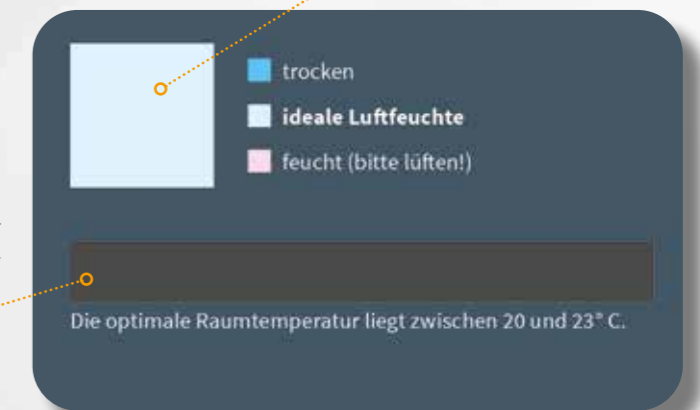 trocken
ideale Luftfeuchte
feucht (bitte lüften!)
Die optimale Raumtemperatur liegt zwischen 20 und 23° C.